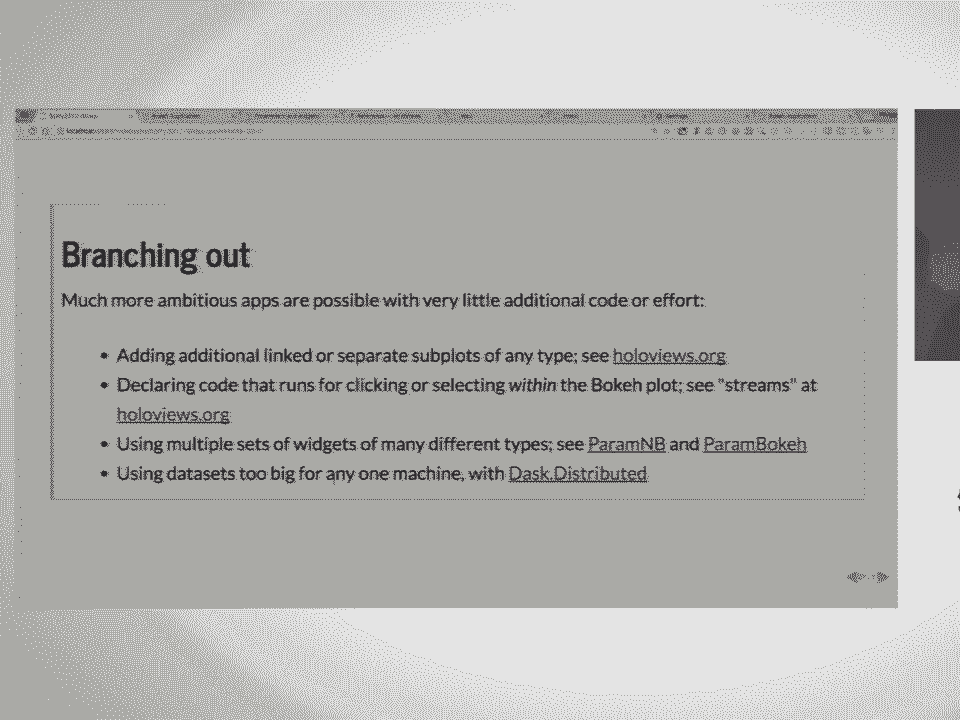 Branching out
Much more ambitious apps are possible with very little additional code or effort:
• Adding additional linked or separate subplots of any type; see holoviews.org
• Declaring code that runs for clicking or selecting within the Bokeh plot; see "streams" at
holoviews.org
• Using multiple sets of widgets of many different types; see ParamNB and ParamBokeh
• Using datasets too big for any one machine, with Dask.Distributed